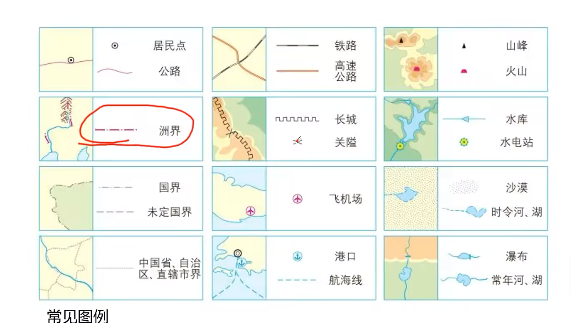 居民点
公路
铁路
高速
公路
山峰
火山
洲界
长城
关隘
水库
水电站
国界
未定国界
飞机场
沙漠
时令河、湖
中国省、自治
区、直辖市界
港口
航海线
瀑布
常年河、湖
常见图例